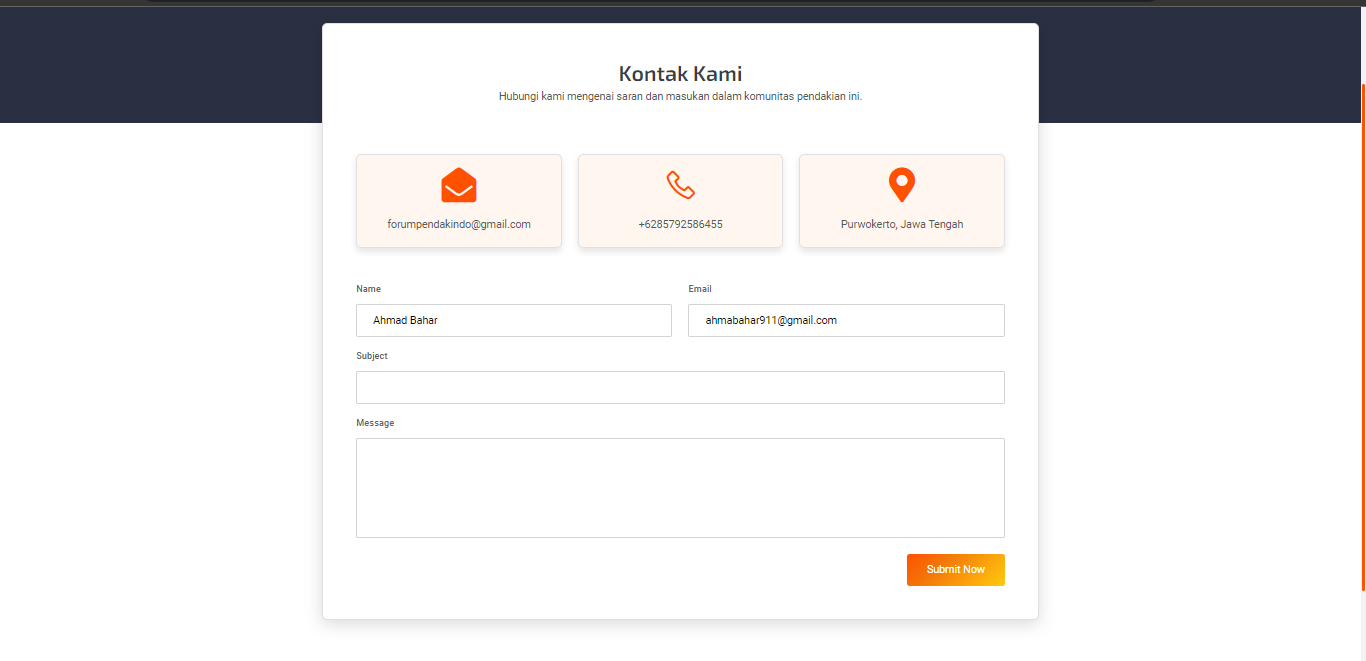 Kontak Kami
Hubungi kami mengenai saran dan masukan dalam komunitas pendakian ini.
forumpendakindo@gmail.com
+6285792586455
Purwokerto, Jawa Tengah
Name
Email
Ahmad Bahar
ahmabahar911@gmail.com
Subject
Message
Submit Now